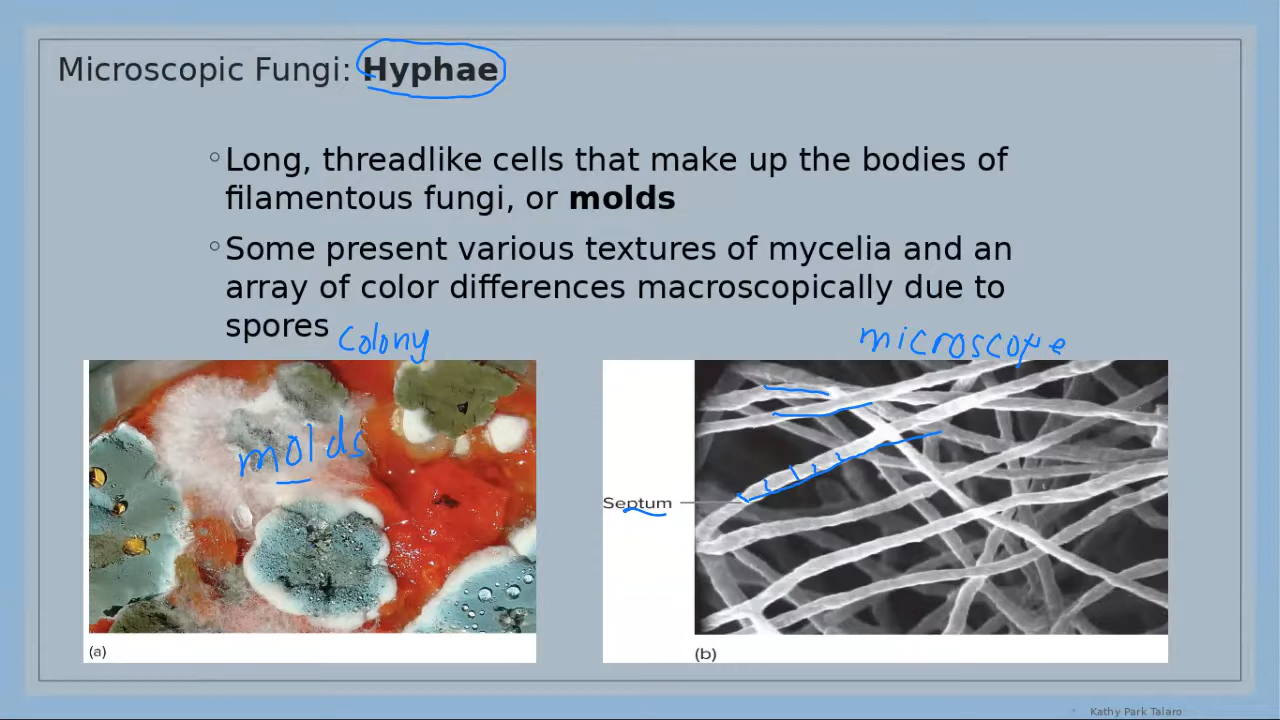 Microscopic Fungi: Hyphae
◦Long, threadlike cells that make up the bodies of
filamentous fungi, or molds
◦Some present various textures of mycelia and an
array of color differences macroscopically due to
spores
colony
microscope
molds
Septum
(a)
(b)
Kathy Park Talaro